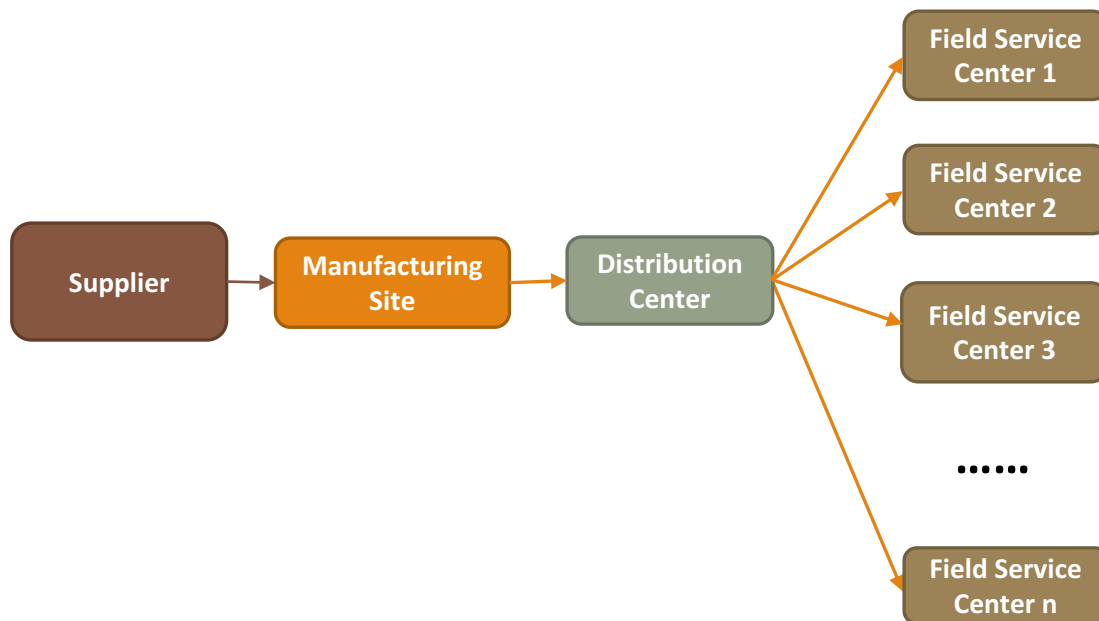 Supplier
Manufacturing
Site
Distribution
Center
Field Service
Center 1
Field Service
Center 2
Field Service
Center 3
......
Field Service
Center n